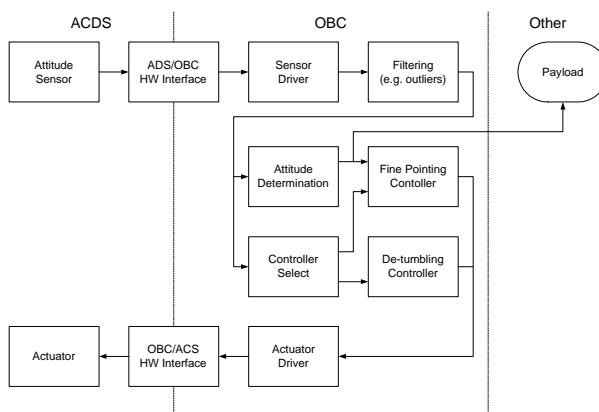 ACDS
OBC
Other
Attitude
Sensor
ADS/OBC
HW Interface
Sensor
Driver
Filtering
(e.g. outliers)
Payload
Attitude
Determination
Fine Pointing
Contoller
Controller
Select
De-tumbling
Controller
Actuator
OBC/ACS
HW Interface
Actuator
Driver